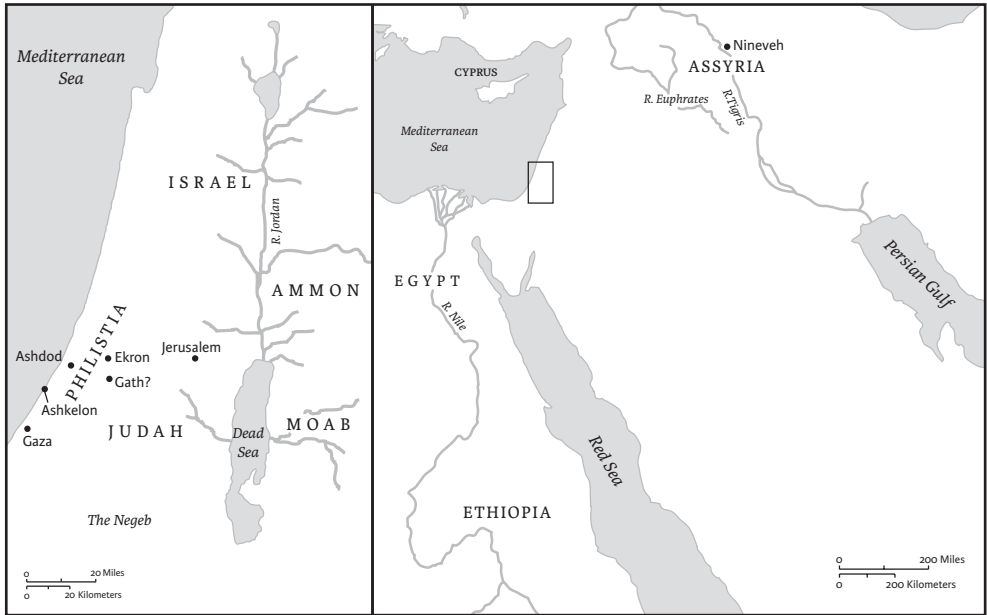 Mediterranean
Sea
ISRAEL
R. Jordan
AMMON
PHILISTIA
Ashdod
Ekron
Jerusalem
Gath?
Ashkelon
Gaza
JUDAH
Dead
Sea
MOAB
The Negeb
0 20 Miles
0 20 Kilometers
CYPRUS
Mediterranean
Sea
Nineveh
ASSYRIA
R. Euphrates
R.Tigris
Persian Gulf
EGYPT
R. Nile
Red Sea
ETHIOPIA
0 200 Miles
0 200 Kilometers